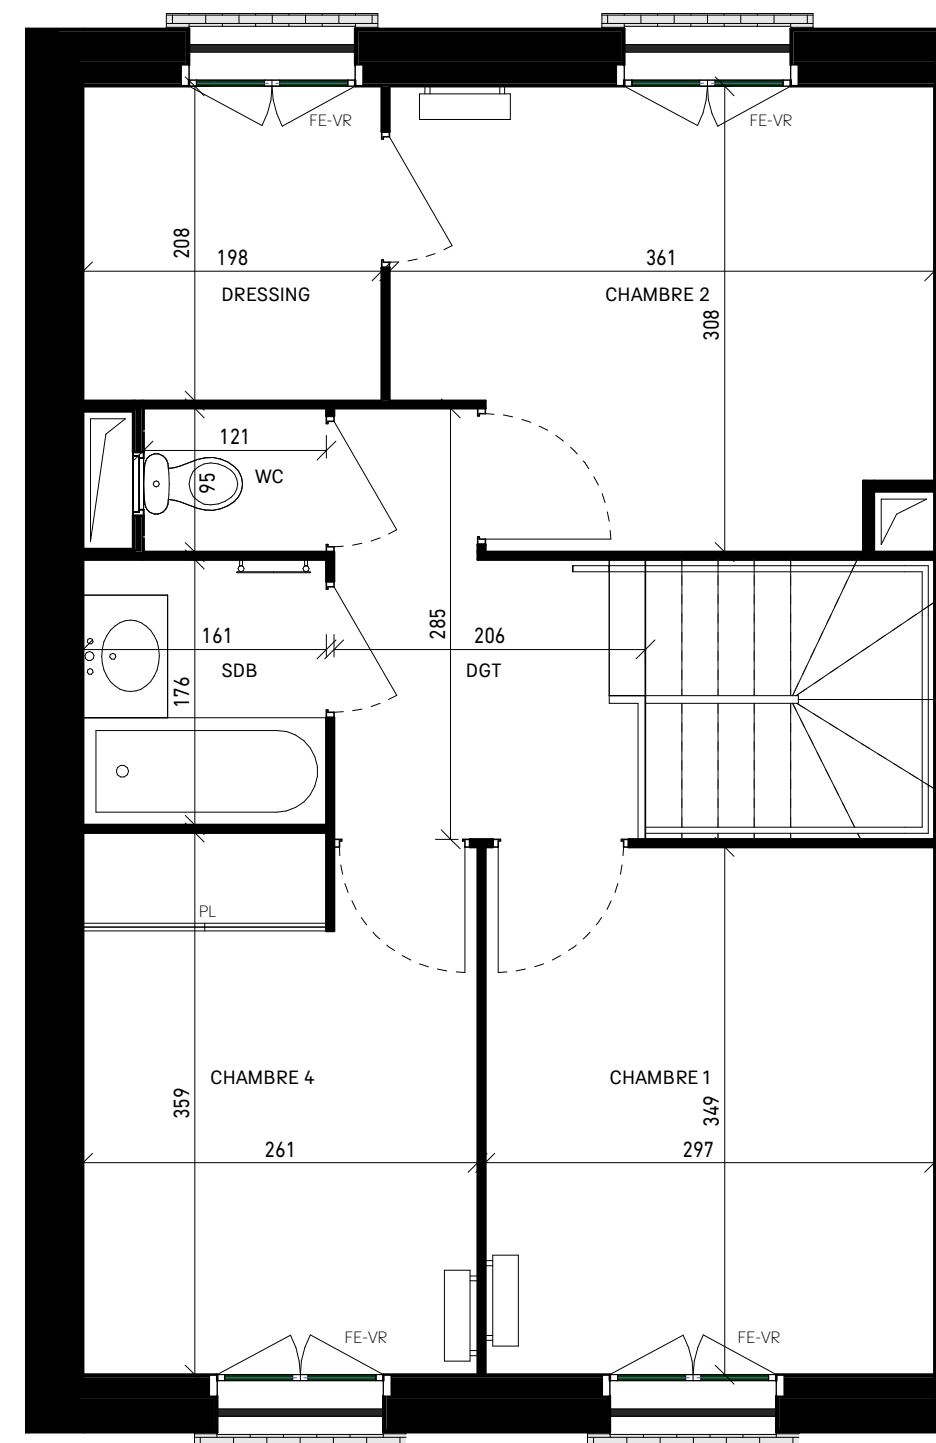 FE-VR
FE-VR
208
198
361
DRESSING
CHAMBRE 2
308
121
WC
95
285
161
206
SDB
DGT
176
PL
CHAMBRE 4
CHAMBRE 1
359
349
261
297
FE-VR
FE-VR